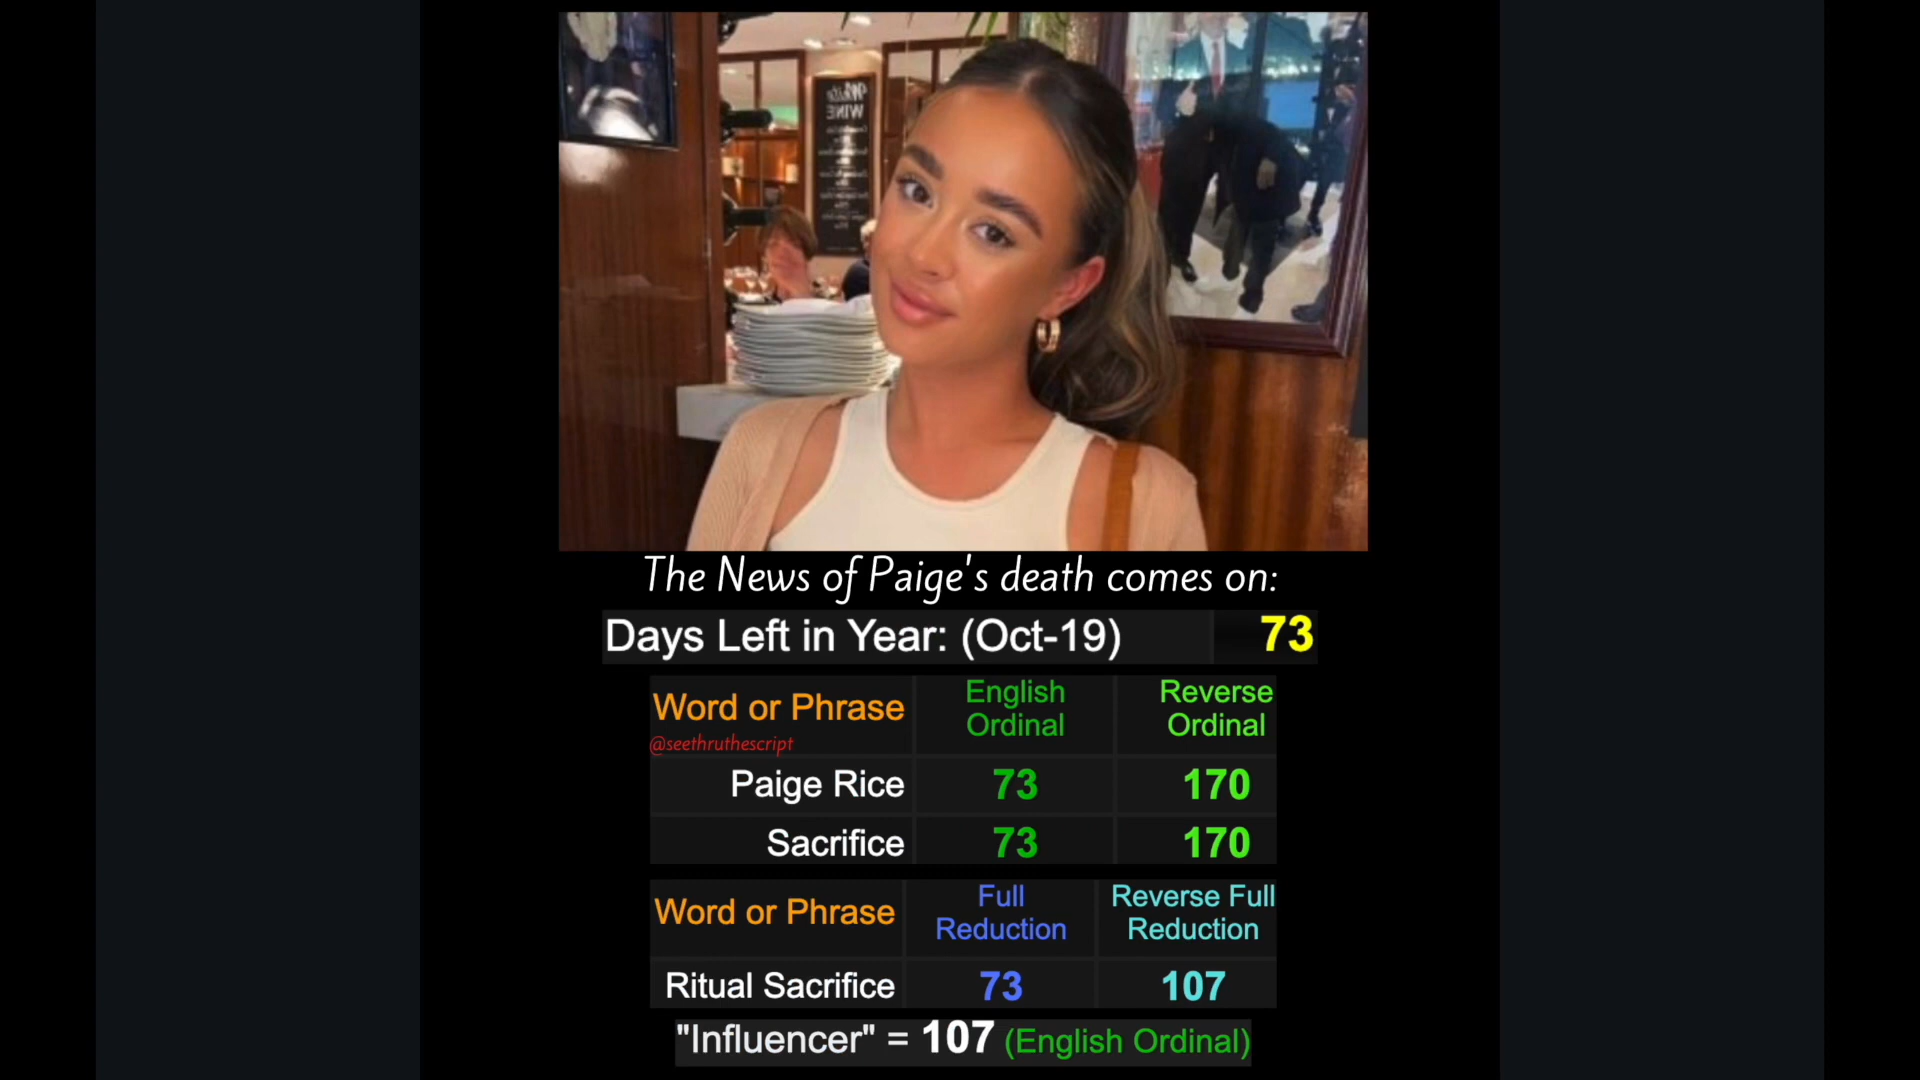 The News of Paige's death comes on:
Days Left in Year: (Oct-19) 73
Word or Phrase English Ordinal Reverse Ordinal
@seethruthescript
Paige Rice 73 170
Sacrifice 73 170
Word or Phrase Full Reduction Reverse Full Reduction
Ritual Sacrifice 73 107
"Influencer" = 107 (English Ordinal)